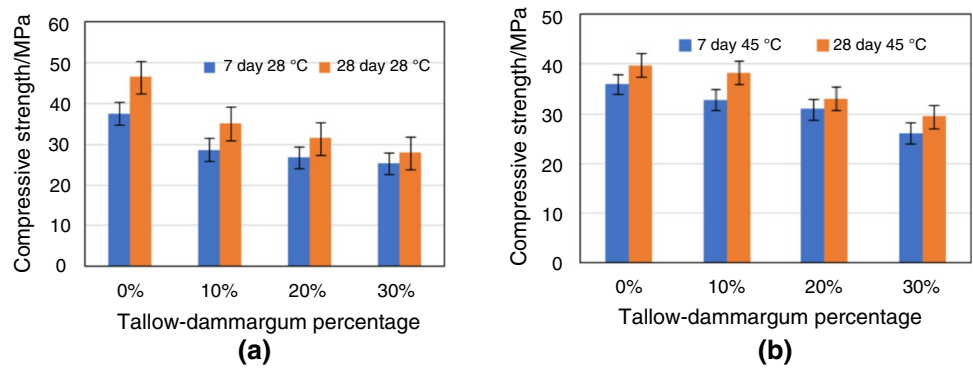 60
50
40
30
20
10
0
Compressive strength/MPa
7 day 28 °C
28 day 28 °C
0% 10% 20% 30%
Tallow-dammargum percentage
(a)
50
40
30
20
10
0
Compressive strength/MPa
7 day 45 °C
28 day 45 °C
0% 10% 20% 30%
Tallow-dammargum percentage
(b)